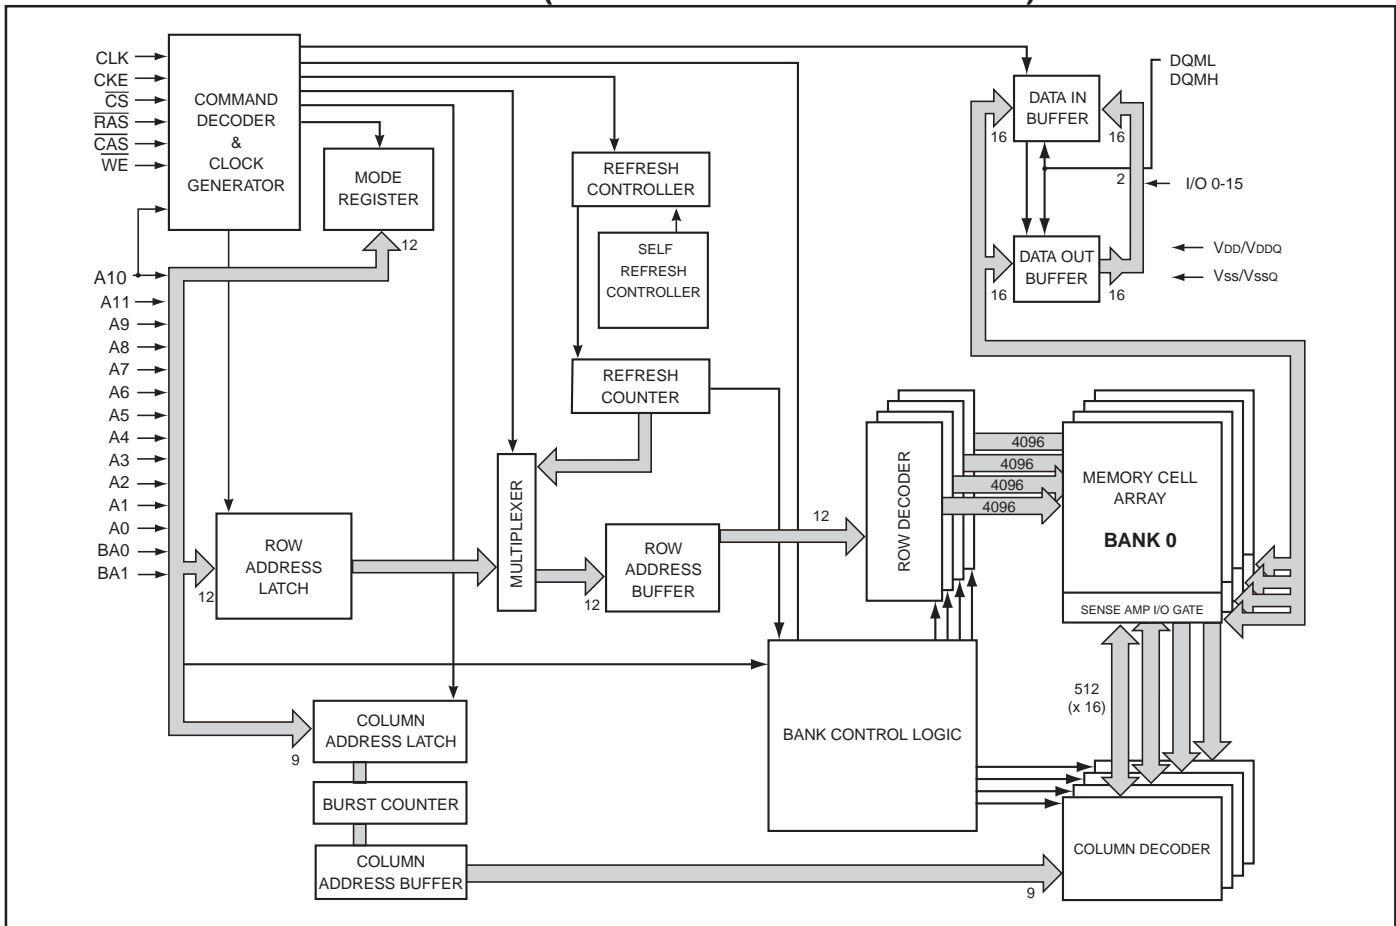 CLK
CKE
CS
RAS
CAS
WE
A10
A11
A9
A8
A7
A6
A5
A4
A3
A2
A1
A0
BA0
BA1
COMMAND
DECODER
&
CLOCK
GENERATOR
MODE
REGISTER
12
REFRESH
CONTROLLER
SELF
REFRESH
CONTROLLER
REFRESH
COUNTER
DATA IN
BUFFER
16
16
DQML
DQMH
2
I/O 0-15
DATA OUT
BUFFER
16
16
VDD/VDDQ
Vss/VssQ
MULTIPLEXER
ROW
ADDRESS
LATCH
12
ROW
ADDRESS
BUFFER
12
12
ROW DECODER
4096
4096
4096
4096
MEMORY CELL
ARRAY
BANK 0
SENSE AMP I/O GATE
512
(x 16)
BANK CONTROL LOGIC
COLUMN
ADDRESS LATCH
9
BURST COUNTER
COLUMN
ADDRESS BUFFER
9
COLUMN DECODER